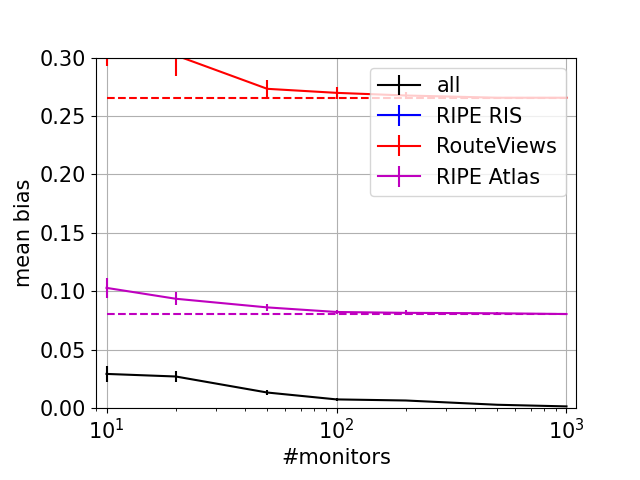 0.30
0.25
0.20
0.15
0.10
0.05
0.00
mean bias
10^1
10^2
10^3
#monitors
all
RIPE RIS
RouteViews
RIPE Atlas